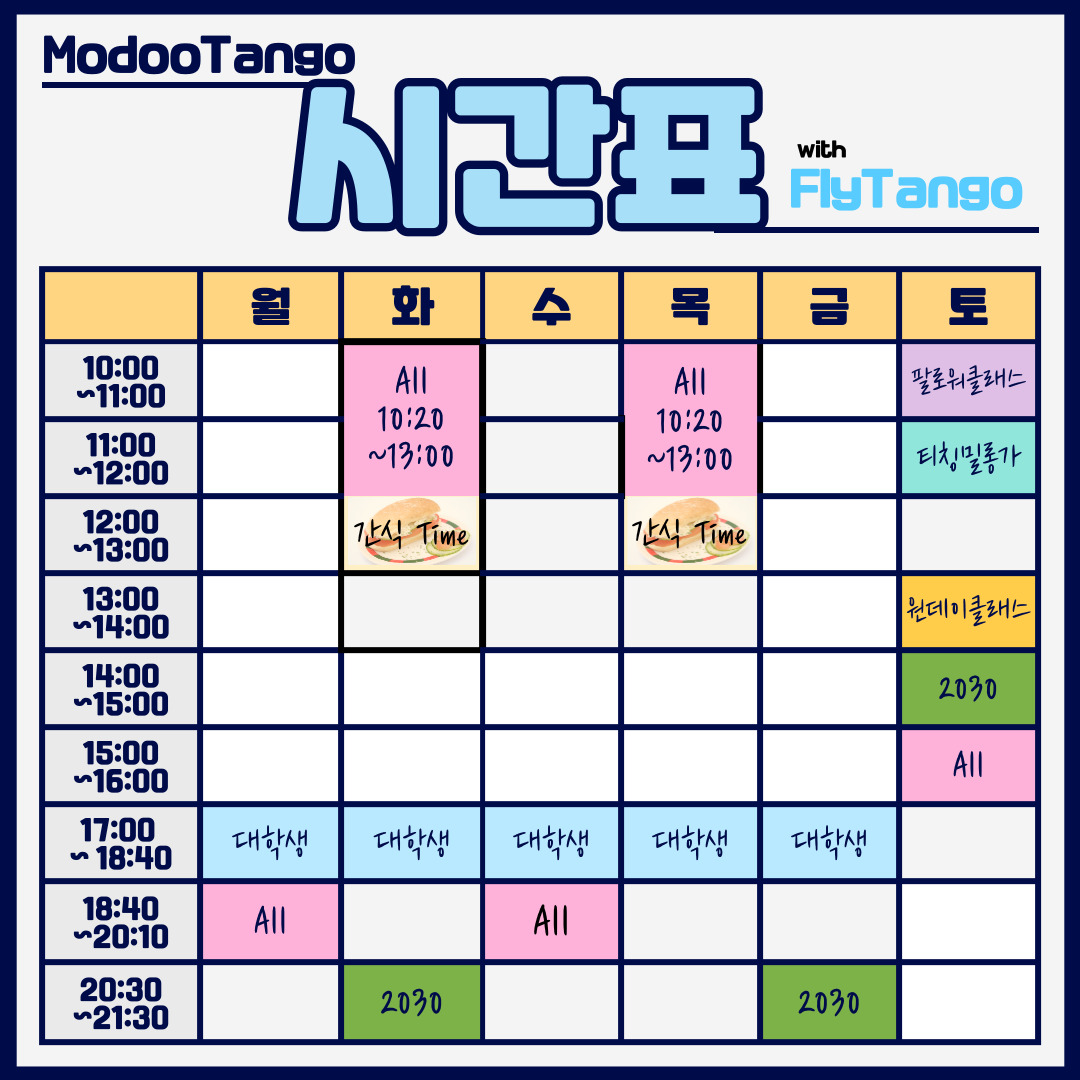 ModooTango
시간표
with
FlyTango
월 화 수 목 금 토
10:00
~11:00
All
10:20
~13:00
All
10:20
~13:00
팔로워클래스
11:00
~12:00
티칭밀롱가
12:00
~13:00
간식 Time
간식 Time
13:00
~14:00
원데이클래스
14:00
~15:00
2030
15:00
~16:00
All
17:00
~ 18:40
대학생 대학생 대학생 대학생 대학생
18:40
~20:10
All All
20:30
~21:30
2030 2030